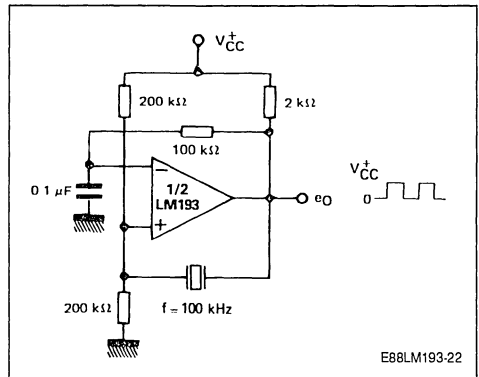 V+CC
200 kΩ
2 kΩ
100 kΩ
0 1 µF
−
1/2
LM193
+
eO
V+CC
0
200 kΩ
f = 100 kHz
E88LM193-22